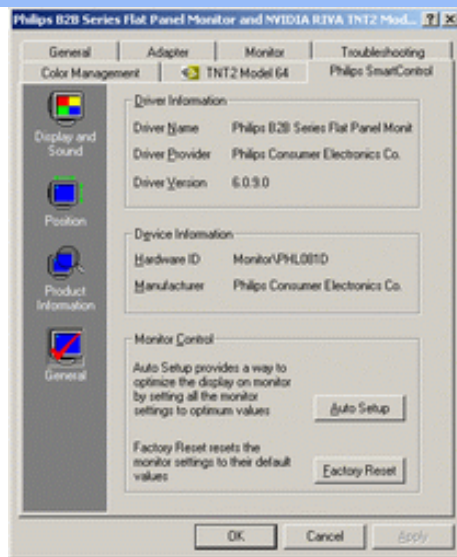 Philips B2B Series Flat Panel Monitor and NVIDIA RIVA TNT2 Mod...
General Adapter Monitor Troubleshooting
Color Management TNT2 Model 64 Philips SmartControl
Display and
Sound
Position
Product
Information
General
Driver Information
Driver Name Philips B2B Series Flat Panel Monit
Driver Provider Philips Consumer Electronics Co.
Driver Version 6.0.9.0
Device Information
Hardware ID Monitor\PHL081D
Manufacturer Philips Consumer Electronics Co.
Monitor Control
Auto Setup provides a way to
optimize the display on monitor
by setting all the monitor
settings to optimum values
Auto Setup
Factory Reset resets the
monitor settings to their default
values
Factory Reset
OK Cancel Apply